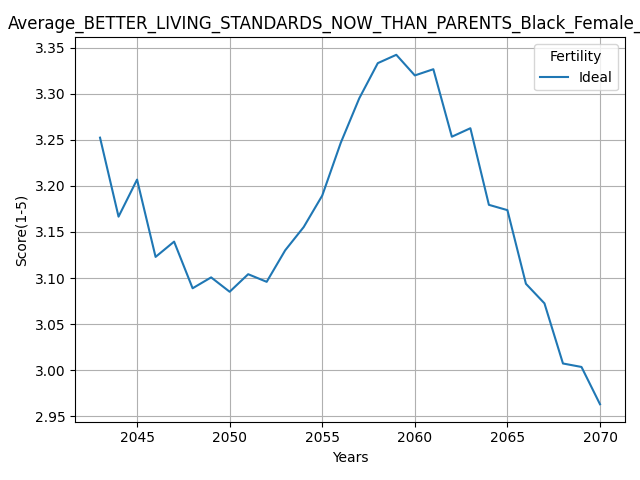 Average_BETTER_LIVING_STANDARDS_NOW_THAN_PARENTS_Black_Female_
3.35
3.30
3.25
3.20
3.15
3.10
3.05
3.00
2.95
Score(1-5)
Fertility
Ideal
2045 2050 2055 2060 2065 2070
Years